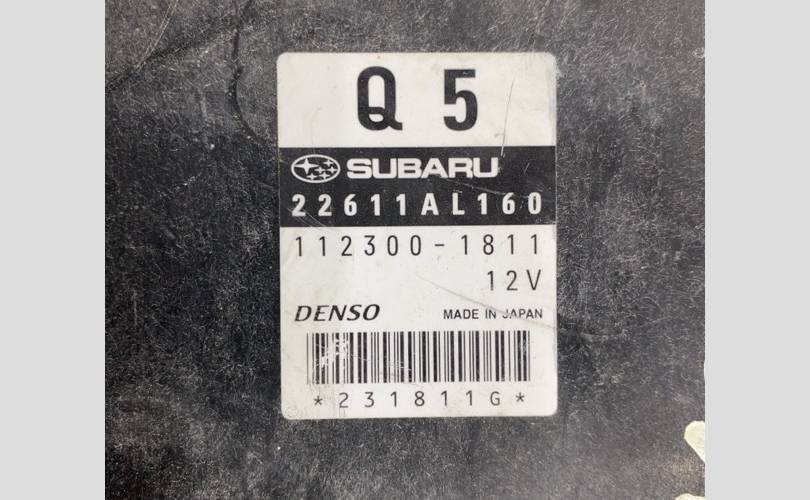 Q 5
SUBARU
22611AL160
112300-1811
12V
DENSO MADE IN JAPAN
*231811G*